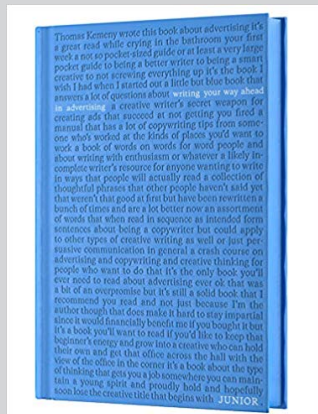 Thomas Kemeny wrote this book about advertising it's
a great read while crying in the bathroom your first
week a not so pocket-sized guide or at least a very large
pocket guide to being a better writer to being a smart
creative to not screwing everything up it's the book I
wish I had when I started out a little but blue book that
answers a lot of questions about writing your way ahead
in advertising a creative writer's secret weapon for
creating ads that succeed at not getting you fired a
manual that has a lot of copywriting tips from some-
one who's worked at the kinds of places you'd want to
work a book of words on words for word people and
about writing with enthusiasm or whatever a likely in-
complete writer's resource for anyone wanting to write
in ways that people will actually read a collection of
thoughtful phrases that other people haven't said yet
that weren't that good at first but have been rewritten a
bunch of times and are a lot better now an assortment
of words that when read in sequence as intended form
sentences about being a copywriter but could apply
to other types of creative writing as well or just per-
suasive communication in general a crash course on
advertising and copywriting and creative thinking for
people who want to do that it's the only book you'll
ever need to read about advertising ever ok that was
a bit of an overpromise but it's still a solid book that I
recommend you read and not just because I'm the
author though that does make it hard to stay impartial
since it would financially benefit me if you bought it but
it's a book you'll want to read if you'd like to keep that
beginner's energy and grow into a creative who can hold
their own and get that office across the hall with the
view of the office in the corner it's a book about the type
of thinking that gets you a job somewhere you can main-
tain a young spirit and proudly hold and hopefully
soon lose the creative title that begins with JUNIOR.